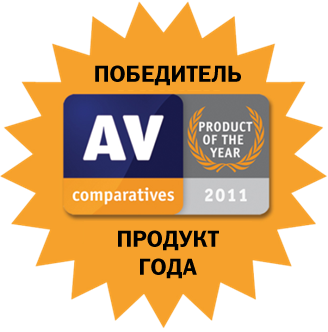 ПОБЕДИТЕЛЬ
AV
comparatives
PRODUCT
OF THE
YEAR
2011
ПРОДУКТ
ГОДА